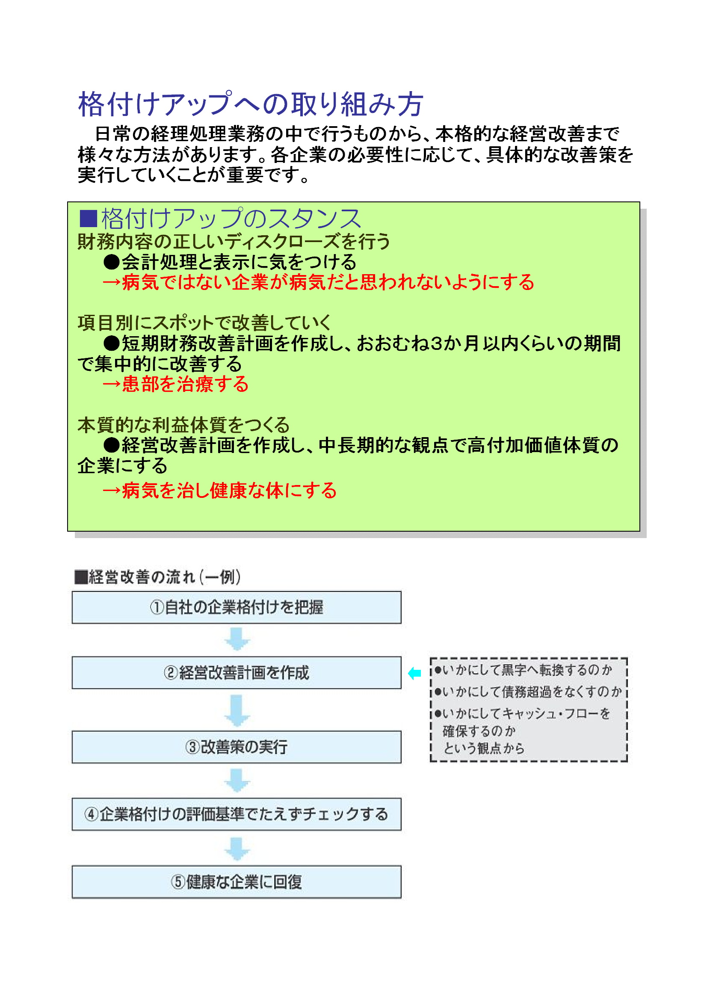 格付けアップへの取り組み方
日常の経理処理業務の中で行うものから、本格的な経営改善まで
様々な方法があります。各企業の必要性に応じて、具体的な改善策を
実行していくことが重要です。
■格付けアップのスタンス
財務内容の正しいディスクローズを行う
●会計処理と表示に気をつける
→病気ではない企業が病気だと思われないようにする
項目別にスポットで改善していく
●短期財務改善計画を作成し、おおむね3か月以内くらいの期間
で集中的に改善する
→患部を治療する
本質的な利益体質をつくる
●経営改善計画を作成し、中長期的な観点で高付加価値体質の
企業にする
→病気を治し健康な体にする
■経営改善の流れ(一例)
①自社の企業格付けを把握
②経営改善計画を作成
●いかにして黒字へ転換するのか
●いかにして債務超過をなくすのか
●いかにしてキャッシュ・フローを
確保するのか
という観点から
③改善策の実行
④企業格付けの評価基準でたえずチェックする
⑤健康な企業に回復